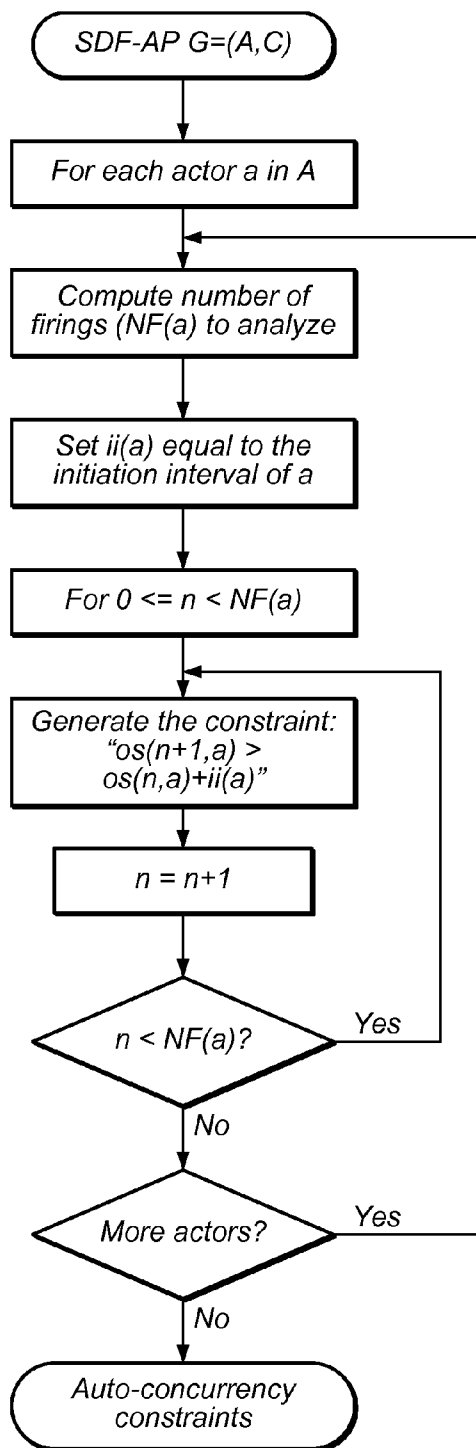 SDF-AP G=(A,C)
For each actor a in A
Compute number of
firings (NF(a) to analyze
Set ii(a) equal to the
initiation interval of a
For 0 <= n < NF(a)
Generate the constraint:
“os(n+1,a) >
os(n,a)+ii(a)”
n = n+1
n < NF(a)?
Yes
No
More actors?
Yes
No
Auto-concurrency
constraints